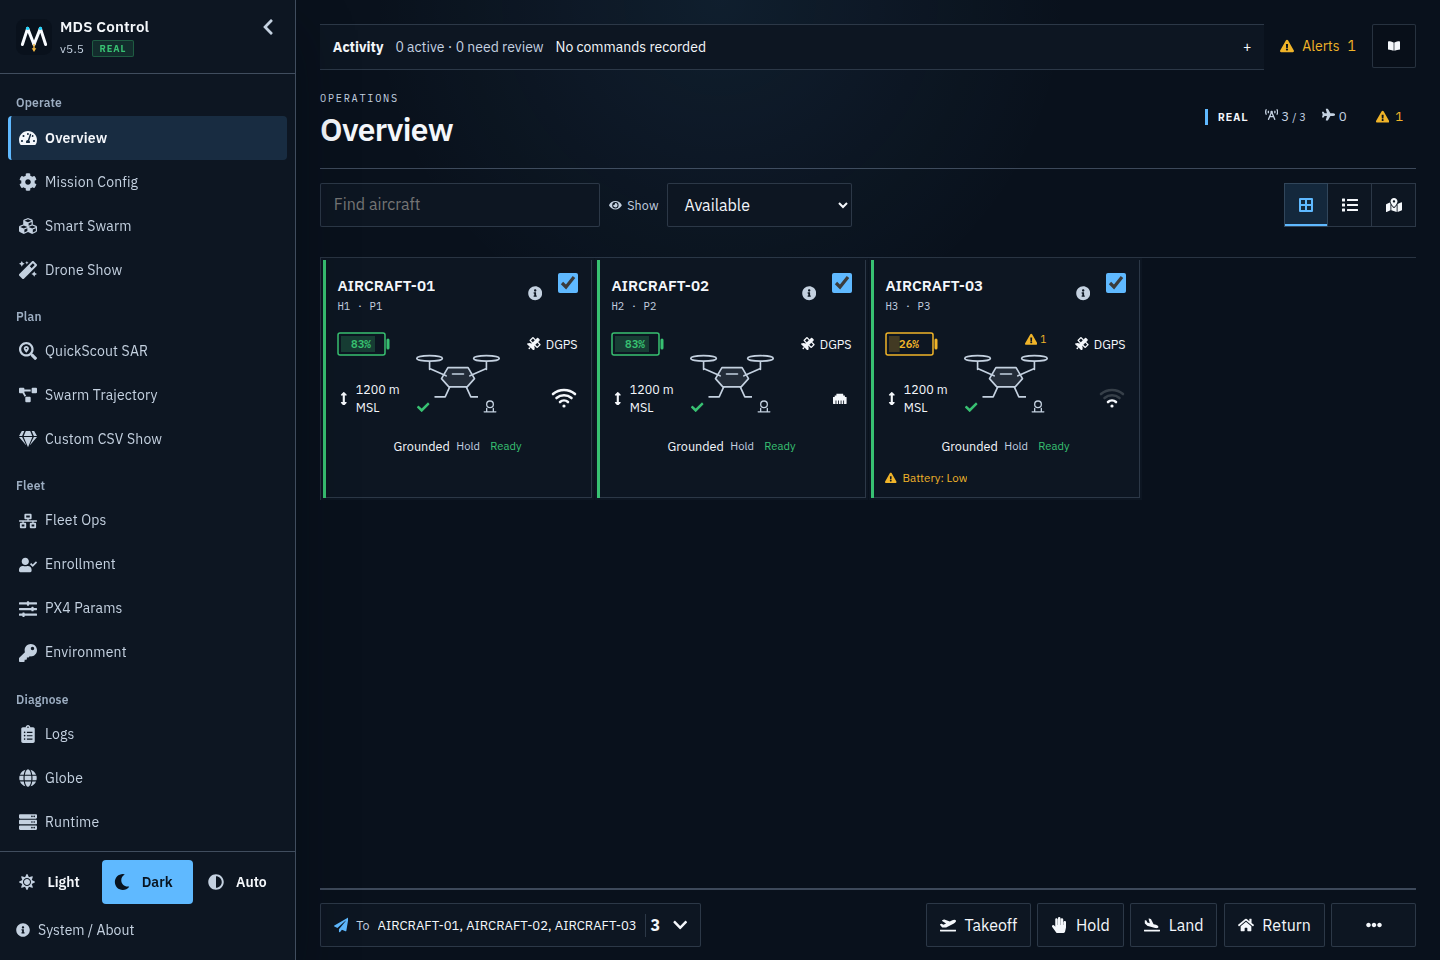 MDS Control
v5.5 REAL
Operate
Overview
Mission Config
Smart Swarm
Drone Show
Plan
QuickScout SAR
Swarm Trajectory
Custom CSV Show
Fleet
Fleet Ops
Enrollment
PX4 Params
Environment
Diagnose
Logs
Globe
Runtime
Light Dark Auto
System / About
Activity 0 active · 0 need review No commands recorded +
Alerts 1
OPERATIONS
Overview
REAL 3 / 3 0 1
Find aircraft Show Available
AIRCRAFT-01
H1 · P1
83% DGPS
1200 m
MSL
Grounded Hold Ready
AIRCRAFT-02
H2 · P2
83% DGPS
1200 m
MSL
Grounded Hold Ready
AIRCRAFT-03
H3 · P3
26% 1 DGPS
1200 m
MSL
Grounded Hold Ready
Battery: Low
To AIRCRAFT-01, AIRCRAFT-02, AIRCRAFT-03 3
Takeoff Hold Land Return •••